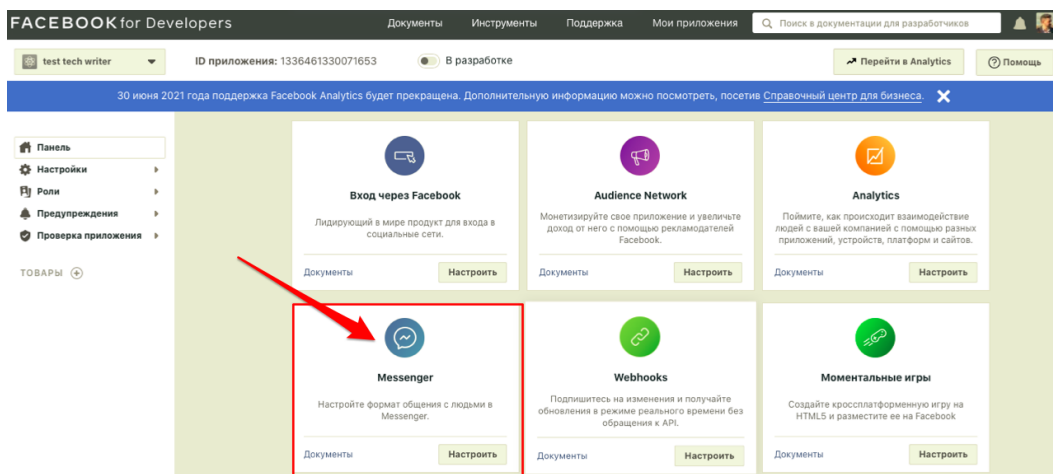 FACEBOOK for Developers
Документы Инструменты Поддержка Мои приложения Поиск в документации для разработчиков
test tech writer ID приложения: 1336461330071653 В разработке Перейти в Analytics Помощь
30 июня 2021 года поддержка Facebook Analytics будет прекращена. Дополнительную информацию можно посмотреть, посетив Справочный центр для бизнеса.
Панель
Настройки
Роли
Предупреждения
Проверка приложения
ТОВАРЫ
Вход через Facebook
Лидирующий в мире продукт для входа в
социальные сети.
Документы Настроить
Audience Network
Монетизируйте свое приложение и увеличьте
доход от него с помощью рекламодателей
Facebook.
Документы Настроить
Analytics
Поймите, как происходит взаимодействие
людей с вашей компанией с помощью разных
приложений, устройств, платформ и сайтов.
Документы Настроить
Messenger
Настройте формат общения с людьми в
Messenger.
Документы Настроить
Webhooks
Подпишитесь на изменения и получайте
обновления в режиме реального времени без
обращения к API.
Документы Настроить
Моментальные игры
Создайте кроссплатформенную игру на
HTML5 и разместите ее на Facebook
Документы Настроить